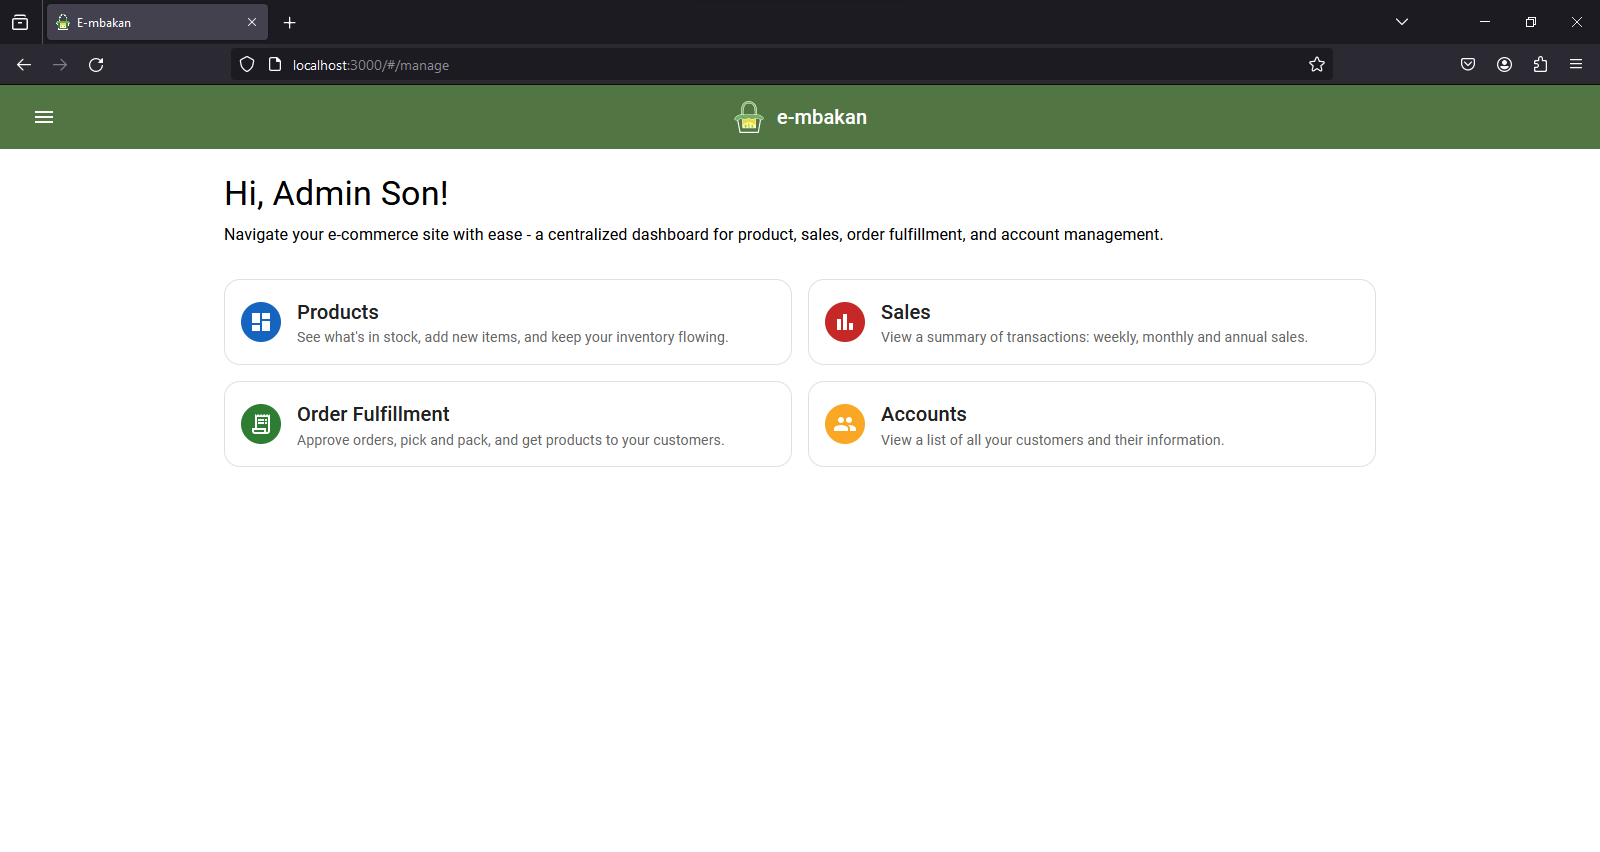 E-mbakan
localhost:3000/#/manage
e-mbakan
Hi, Admin Son!
Navigate your e-commerce site with ease - a centralized dashboard for product, sales, order fulfillment, and account management.
Products
See what's in stock, add new items, and keep your inventory flowing.
Sales
View a summary of transactions: weekly, monthly and annual sales.
Order Fulfillment
Approve orders, pick and pack, and get products to your customers.
Accounts
View a list of all your customers and their information.